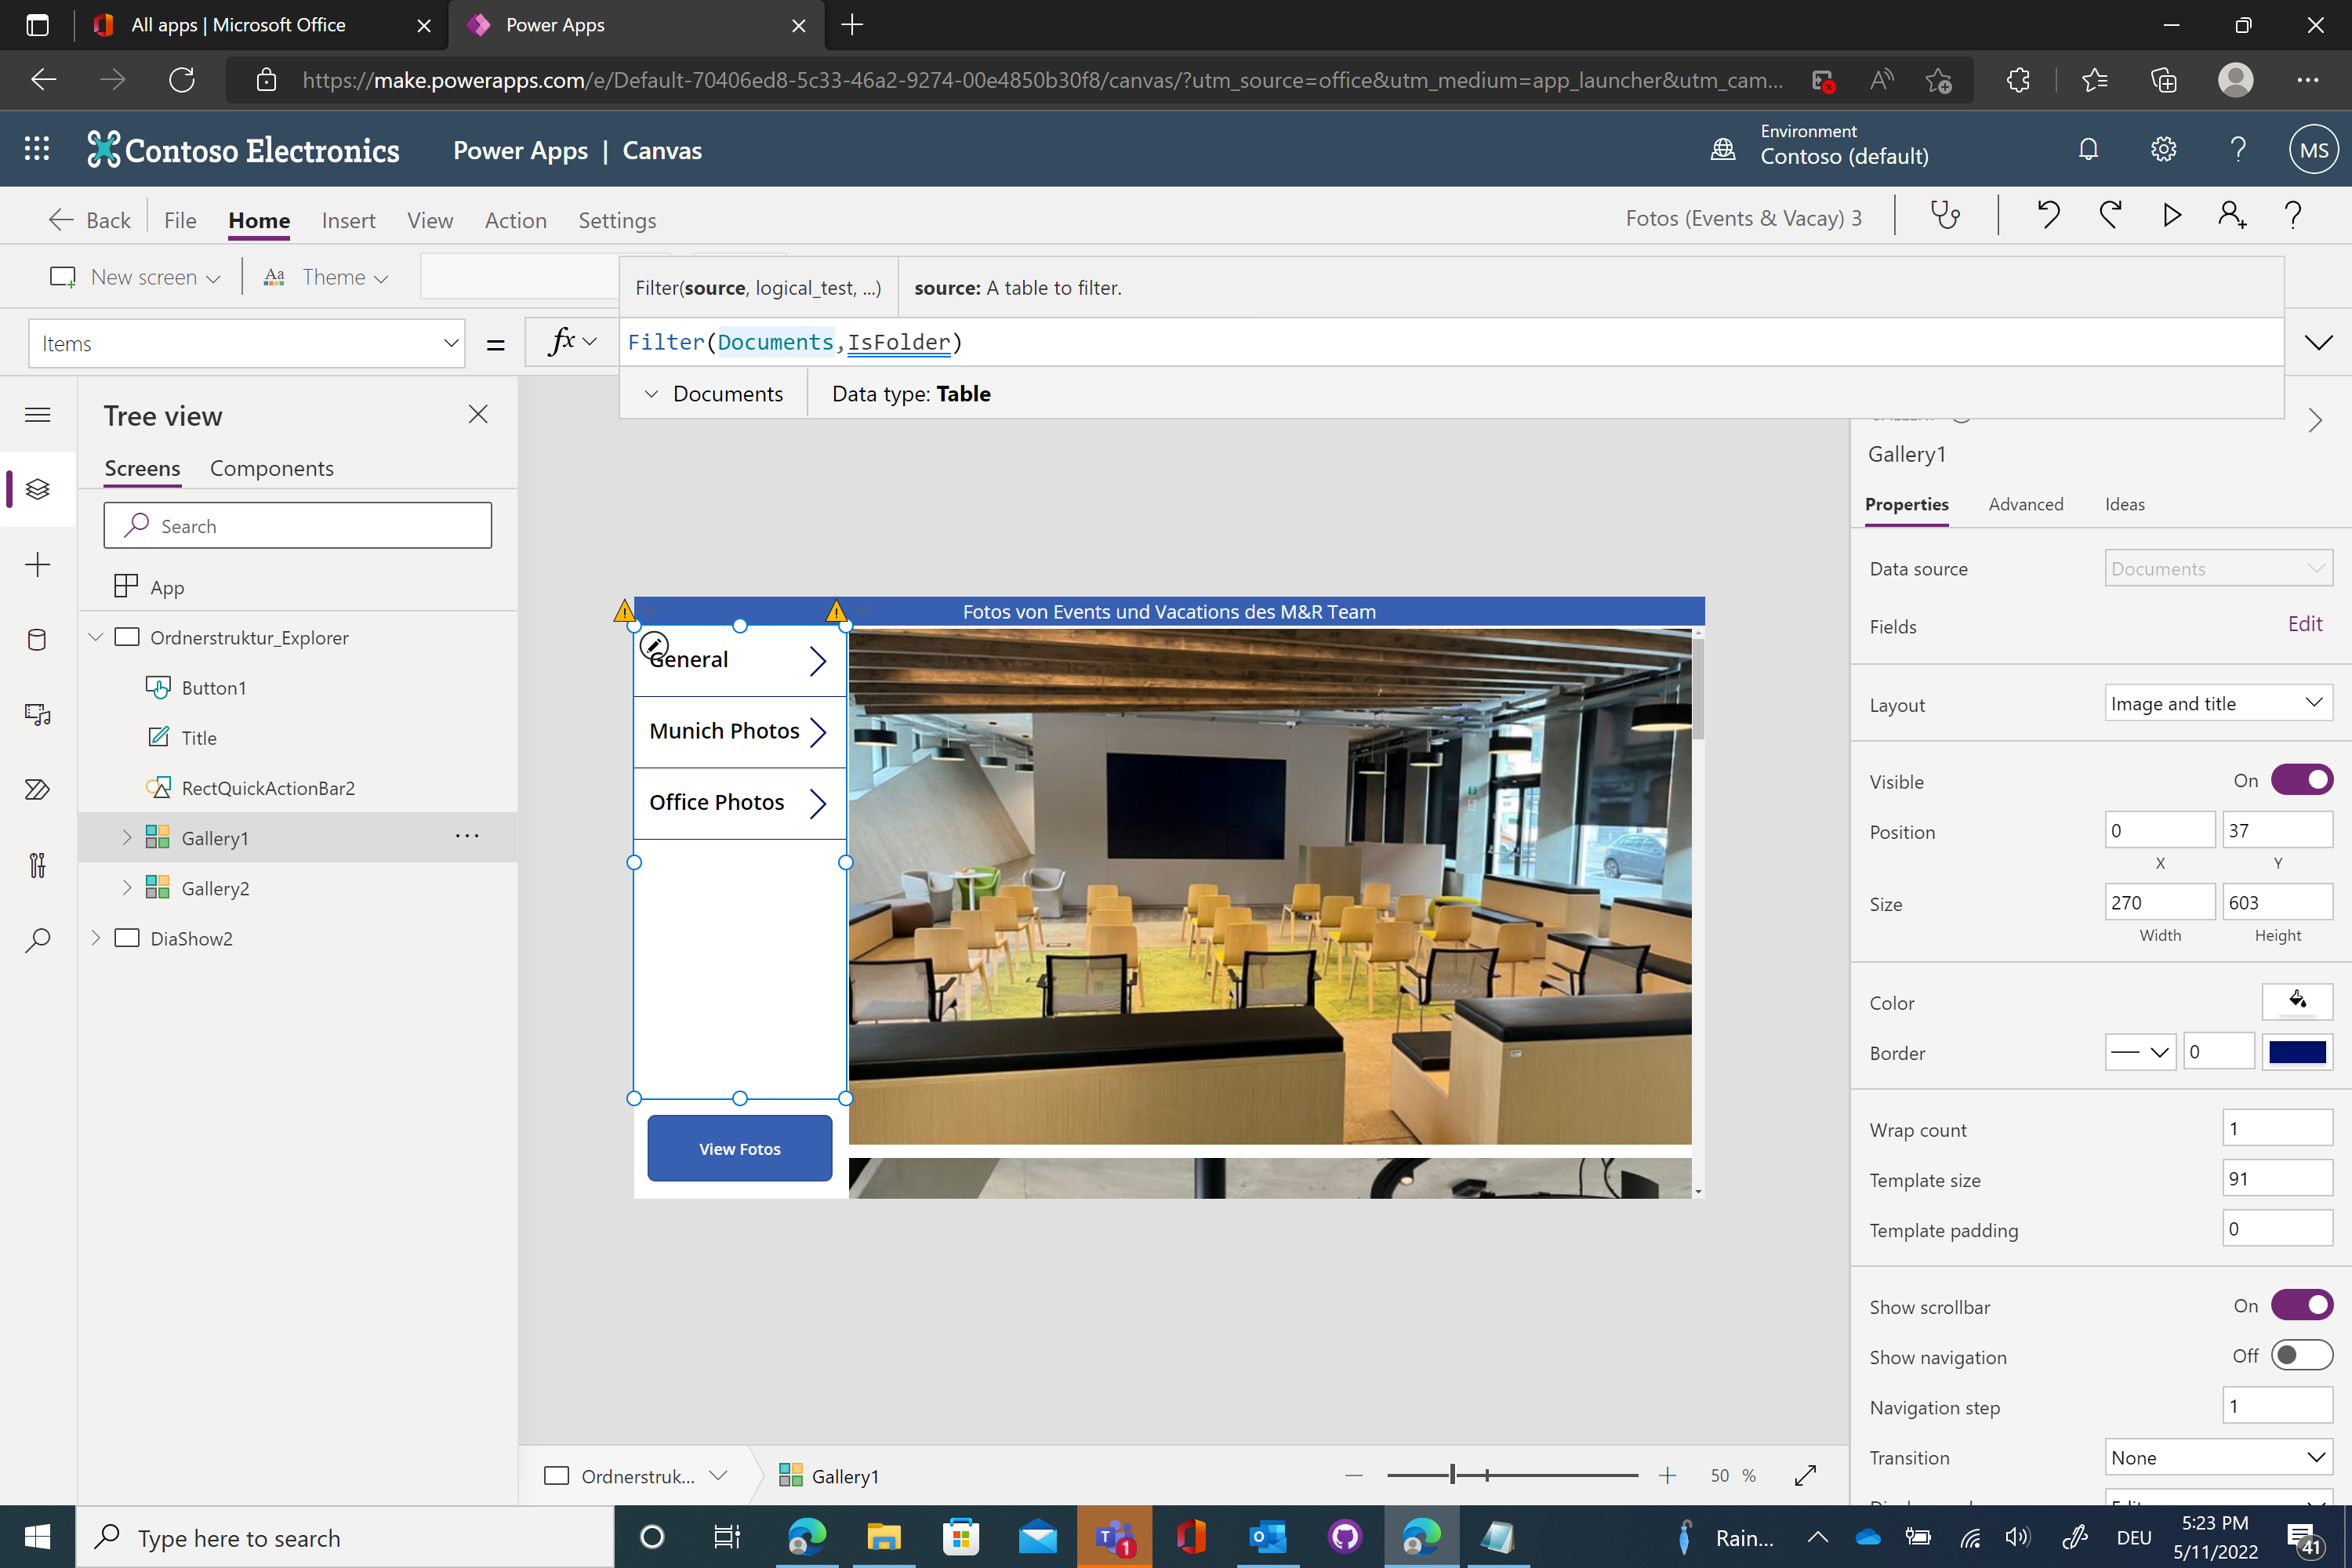 All apps | Microsoft Office
Power Apps
https://make.powerapps.com/e/Default-70406ed8-5c33-46a2-9274-00e4850b30f8/canvas/?utm_source=office&utm_medium=app_launcher&utm_cam...
Contoso Electronics
Power Apps | Canvas
Environment
Contoso (default)
MS
Back
File
Home
Insert
View
Action
Settings
Fotos (Events & Vacay) 3
New screen
Theme
Filter(source, logical_test, ...)
source: A table to filter.
Items
=
fx
Filter(Documents,IsFolder)
Documents
Data type: Table
Tree view
Screens
Components
Search
App
Ordnerstruktur_Explorer
Button1
Title
RectQuickActionBar2
Gallery1
Gallery2
DiaShow2
Fotos von Events und Vacations des M&R Team
General
Munich Photos
Office Photos
View Fotos
Gallery1
Properties
Advanced
Ideas
Data source
Documents
Fields
Edit
Layout
Image and title
Visible
On
Position
0
37
X
Y
Size
270
603
Width
Height
Color
Border
0
Wrap count
1
Template size
91
Template padding
0
Show scrollbar
On
Show navigation
Off
Navigation step
1
Transition
None
Ordnerstruk...
Gallery1
50 %
Type here to search
1
Rain...
DEU
5:23 PM
5/11/2022
41